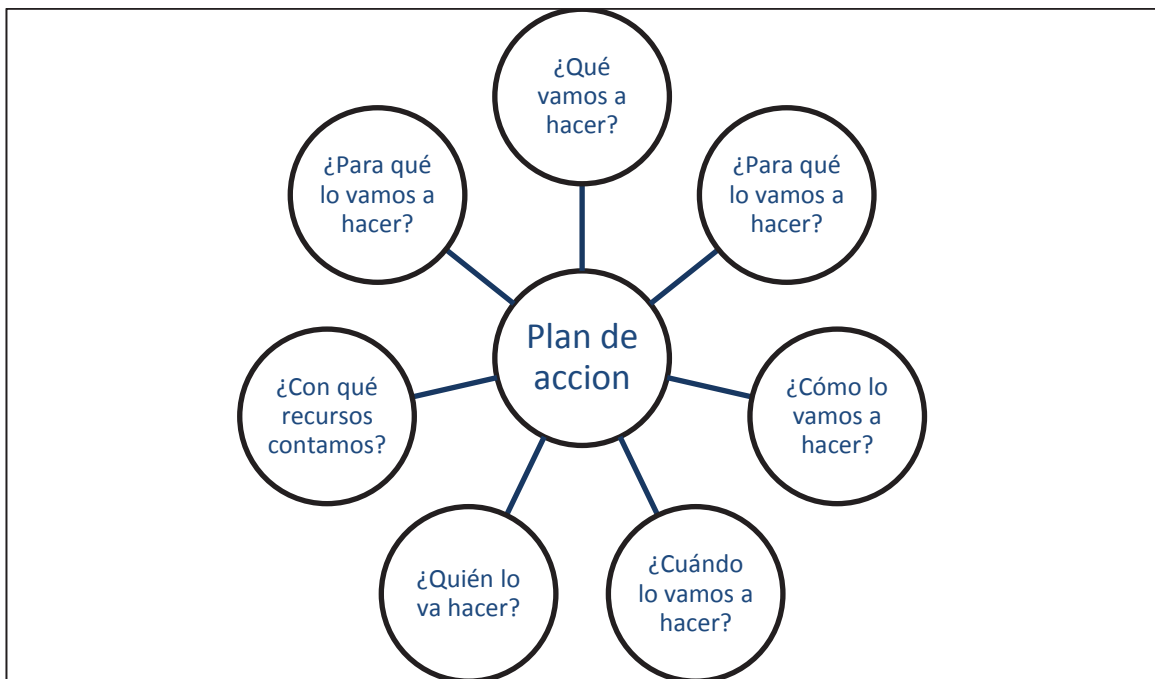 ¿Qué
vamos a
hacer?
¿Para qué
lo vamos a
hacer?
¿Para qué
lo vamos a
hacer?
Plan de
accion
¿Con qué
recursos
contamos?
¿Cómo lo
vamos a
hacer?
¿Quién lo
va hacer?
¿Cuándo
lo vamos a
hacer?